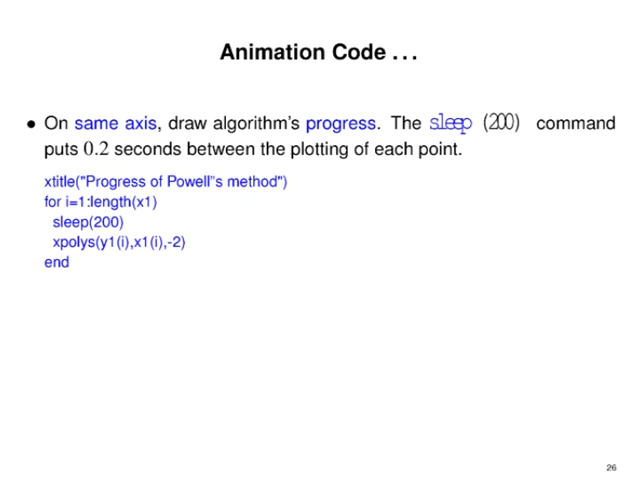 Animation Code . . .
• On same axis, draw algorithm's progress. The sleep (200) command
puts 0.2 seconds between the plotting of each point.
xtitle("Progress of Powell"s method")
for i=1:length(x1)
sleep(200)
xpolys(y1(i),x1(i),-2)
end
26